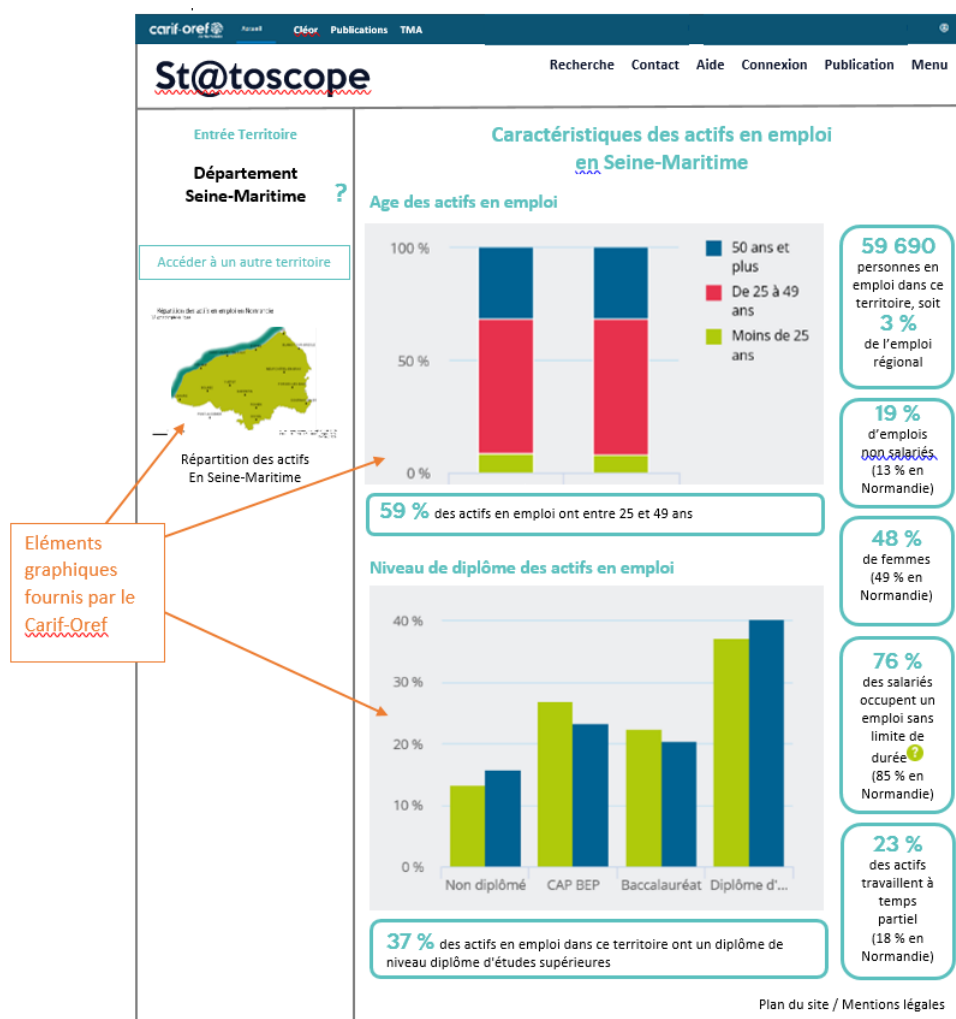 carif-oref
Accueil Cléor Publications TMA
St@toscope
Recherche Contact Aide Connexion Publication Menu
Entrée Territoire
Département
Seine-Maritime ?
Accéder à un autre territoire
Répartition des actifs en emploi en Normandie
Répartition des actifs
En Seine-Maritime
Eléments
graphiques
fournis par le
Carif-Oref
Caractéristiques des actifs en emploi
en Seine-Maritime
Age des actifs en emploi
100 %
50 %
0 %
50 ans et
plus
De 25 à 49
ans
Moins de 25
ans
59 % des actifs en emploi ont entre 25 et 49 ans
Niveau de diplôme des actifs en emploi
40 %
30 %
20 %
10 %
0 %
Non diplômé CAP BEP Baccalauréat Diplôme d'...
37 % des actifs en emploi dans ce territoire ont un diplôme de
niveau diplôme d'études supérieures
59 690
personnes en
emploi dans ce
territoire, soit
3 %
de l'emploi
régional
19 %
d'emplois
non salariés
(13 % en
Normandie)
48 %
de femmes
(49 % en
Normandie)
76 %
des salariés
occupent un
emploi sans
limite de
durée ?
(85 % en
Normandie)
23 %
des actifs
travaillent à
temps
partiel
(18 % en
Normandie)
Plan du site / Mentions légales